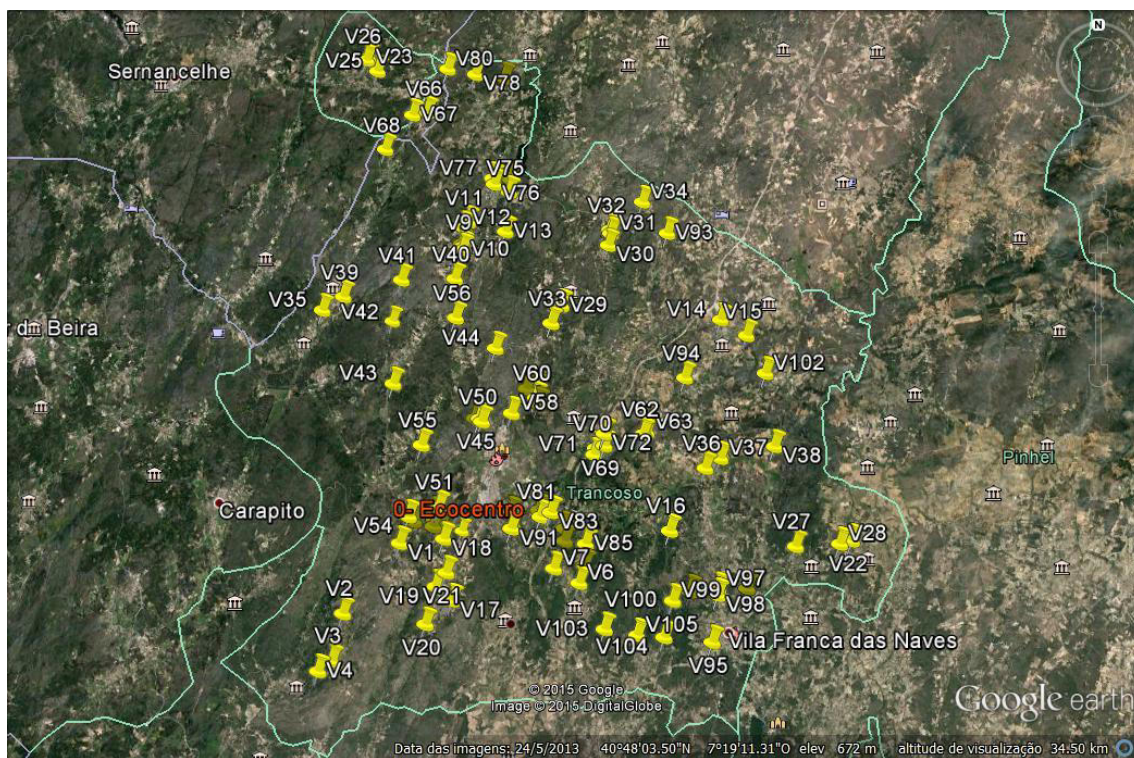 N
V26
V25
V23
V80
V78
Sernancelhe
V66
V67
V68
V77
V75
V76
V11
V12
V9
V13
V10
V34
V32
V31
V93
V30
V41
V40
V39
V35
V42
V56
V33
V29
V14
V15
V44
r de Beira
V94
V102
V43
V60
V50
V58
V62
V70
V63
V55
V45
V71
V72
V36
V37
V38
V69
Pinhel
V51
V81
Trancoso
Carapito
0- Ecocentro
V16
V54
V91
V83
V27
V28
V1
V18
V85
V22
V7
V6
V2
V19
V21
V17
V100
V99
V97
V98
V20
V103
V105
V104
Vila Franca das Naves
V3
V4
V95
© 2015 Google
Image © 2015 DigitalGlobe
Google earth
Data das imagens: 24/5/2013 40°48'03.50"N 7°19'11.31"O elev 672 m altitude de visualização 34.50 km